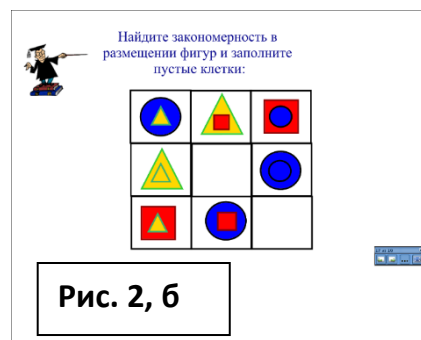 Найдите закономерность в
размещении фигур и заполните
пустые клетки:
Рис. 2, б